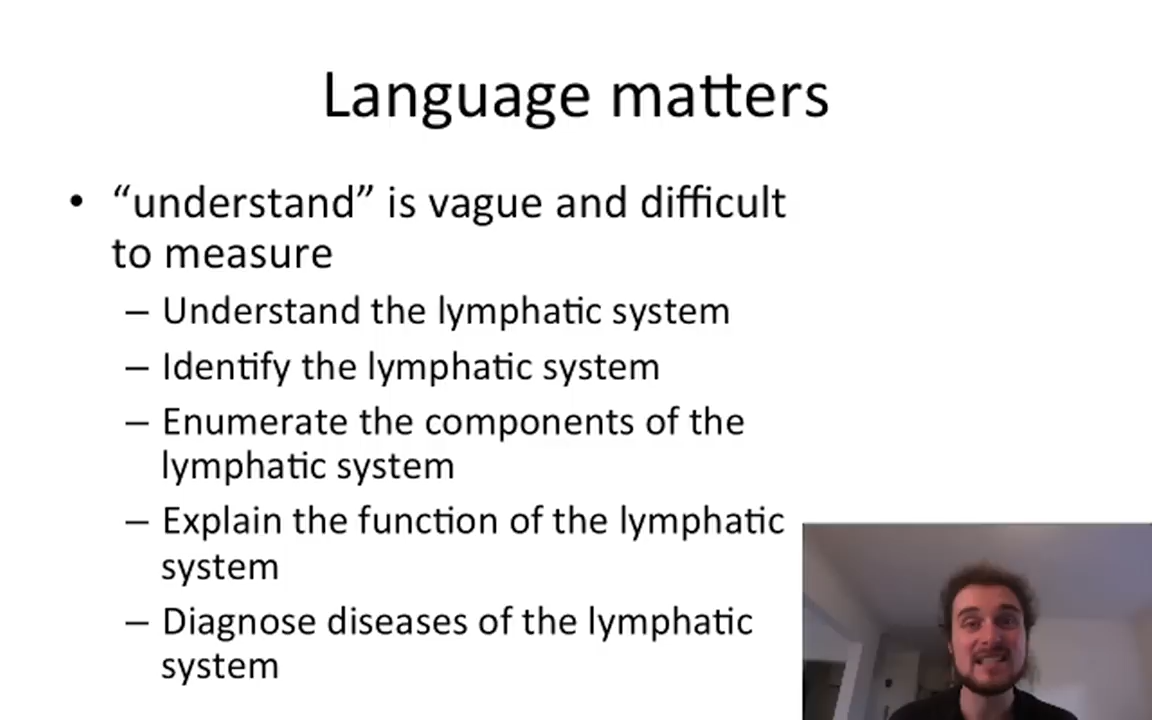 Language matters
• “understand” is vague and difficult
to measure
– Understand the lymphatic system
– Identify the lymphatic system
– Enumerate the components of the
lymphatic system
– Explain the function of the lymphatic
system
– Diagnose diseases of the lymphatic
system